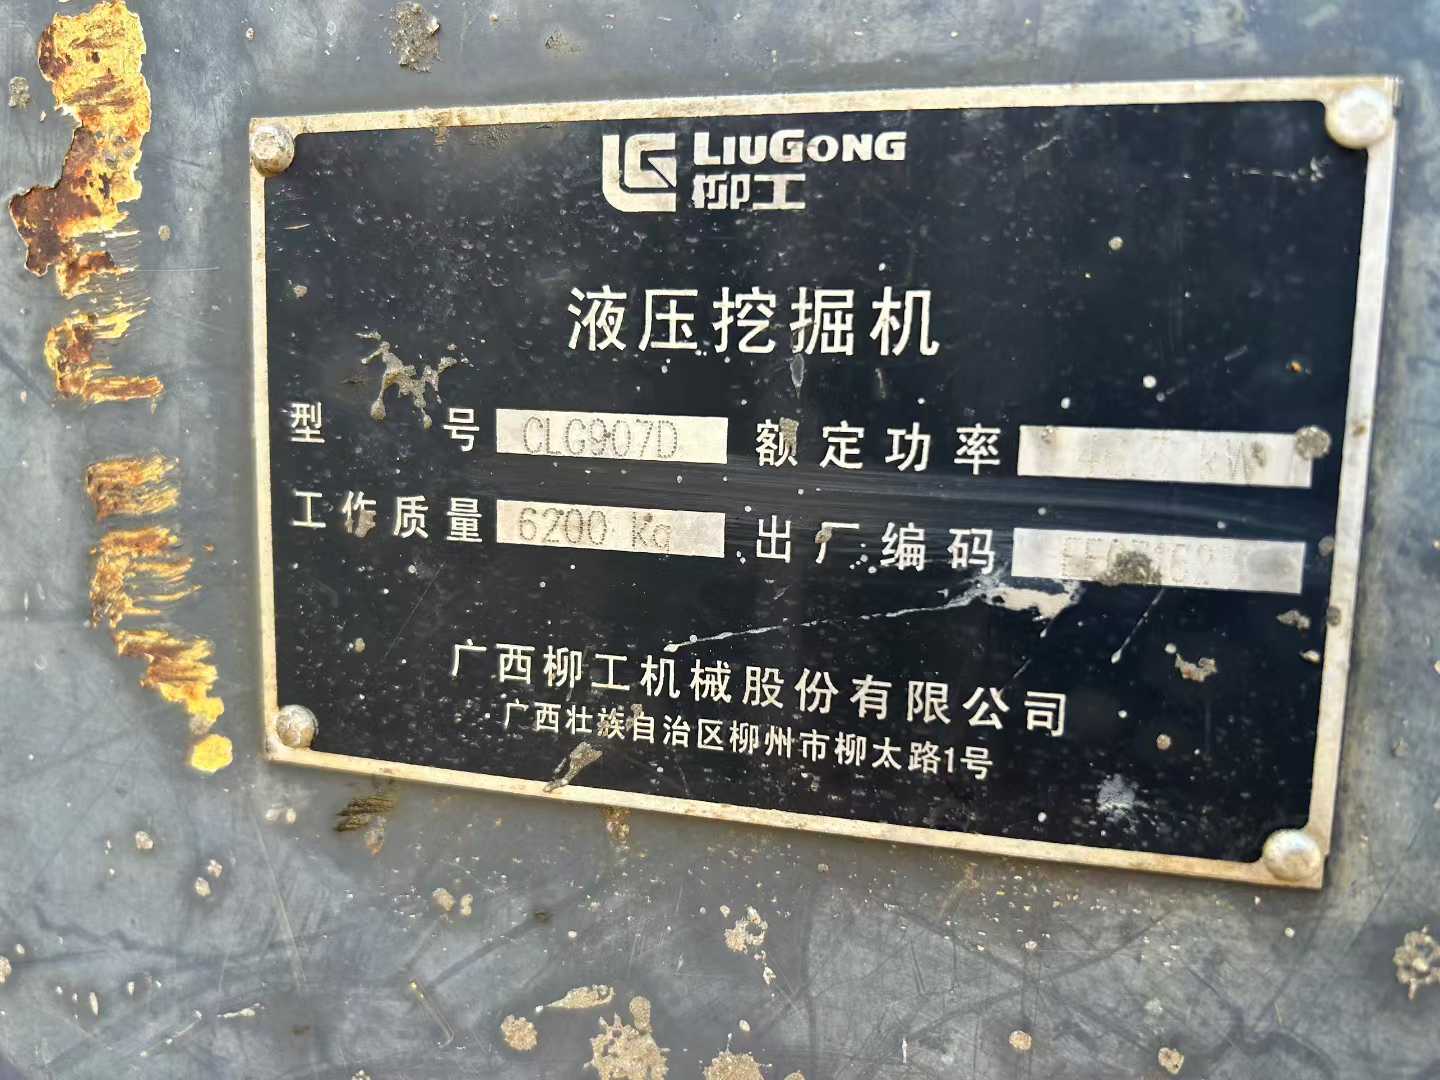 LIUGONG
柳工
液压挖掘机
型号 CLG907D 额定功率 kW
工作质量 6200 Kg 出厂编码
广西柳工机械股份有限公司
广西壮族自治区柳州市柳太路1号